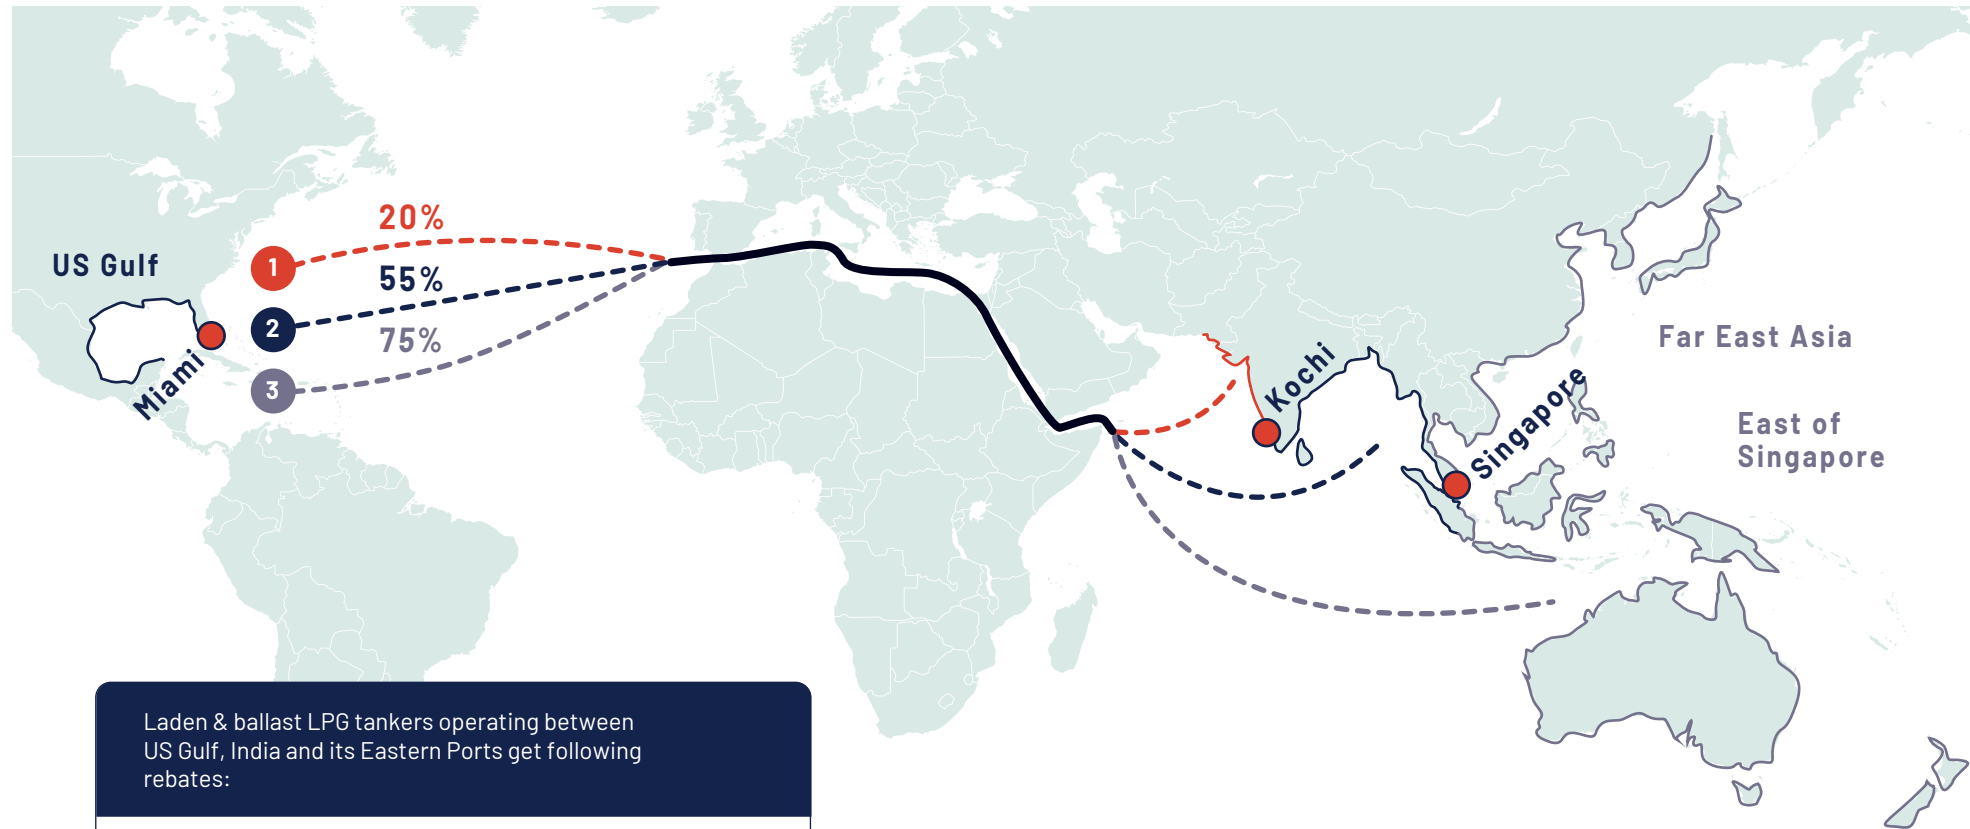 20%
US Gulf
1
55%
2
75%
Miami
3
Kochi
Singapore
Far East Asia
East of
Singapore
Laden & ballast LPG tankers operating between
US Gulf, India and its Eastern Ports get following
rebates: